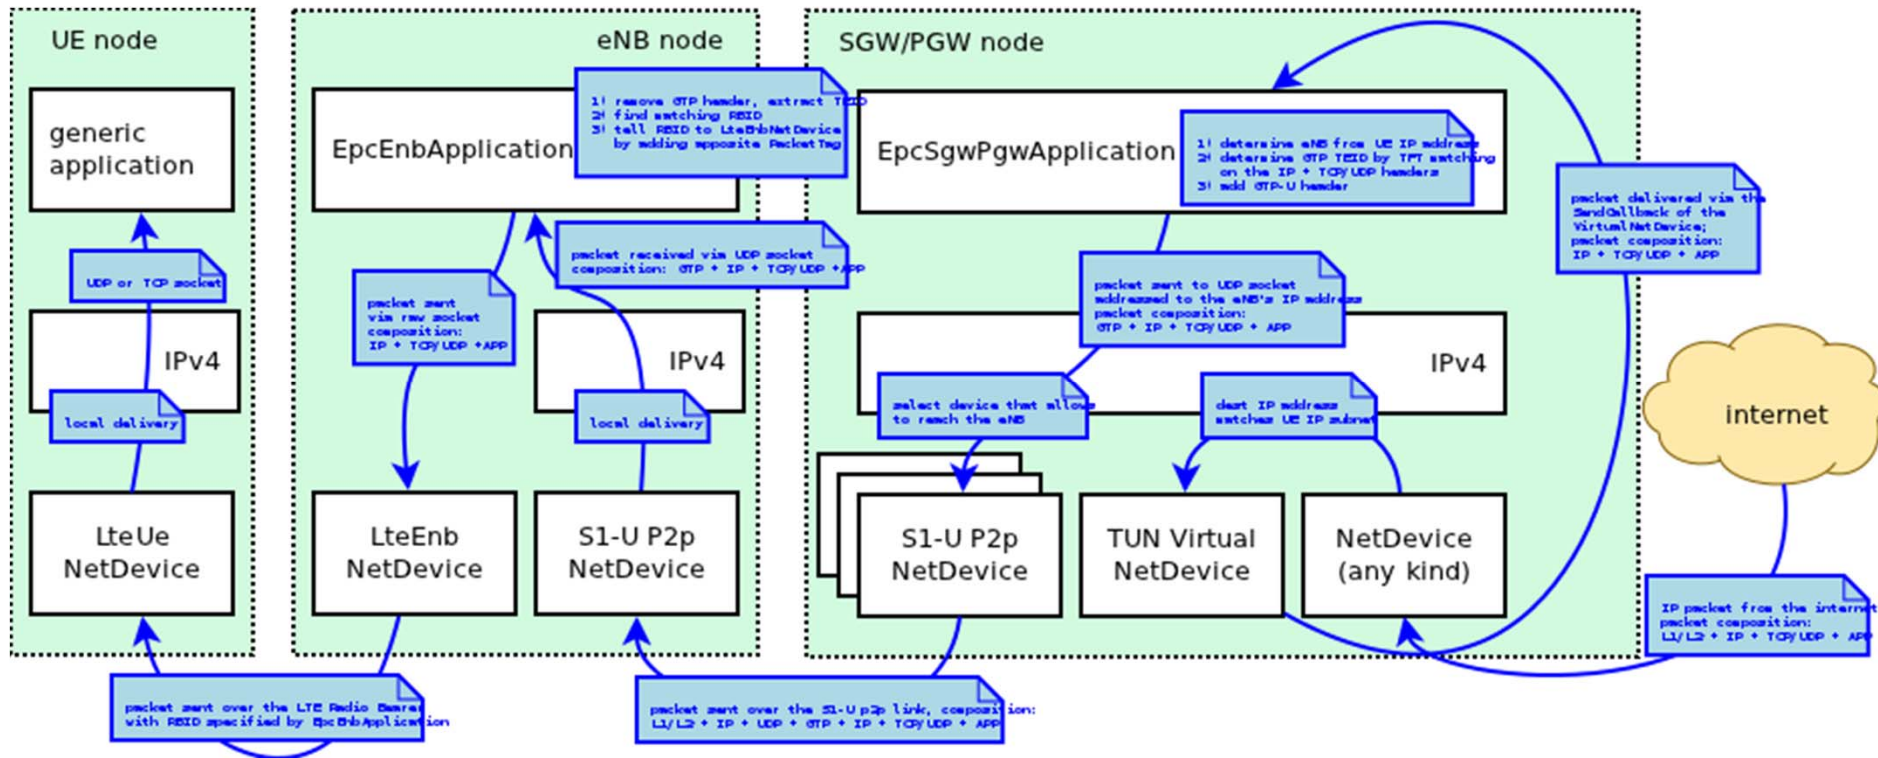 UE node
generic
application
UDP or TCP socket
IPv4
local delivery
LteUe
NetDevice
packet sent over the LTE Radio Bearer
with RBID specified by EpcEnbApplication
eNB node
EpcEnbApplication
1) remove GTP header, extract TEID
2) find matching RBID
3) tell RBID to LteEnbNetDevice
by adding apposite PacketTag
packet received via UDP socket
composition: GTP + IP + TCP/UDP +APP
packet sent
via raw socket
composition:
IP + TCP/UDP +APP
IPv4
local delivery
LteEnb
NetDevice
S1-U P2p
NetDevice
packet sent over the S1-U p2p link, composition:
L1/L2 + IP + UDP + GTP + IP + TCP/UDP + APP
SGW/PGW node
EpcSgwPgwApplication
1) determine eNB from UE IP address
2) determine GTP TEID by TFT matching
on the IP + TCP/UDP headers
3) add GTP-U header
packet sent to UDP socket
addressed to the eNB's IP address
packet composition:
GTP + IP + TCP/UDP + APP
IPv4
select device that allows
to reach the eNB
dest IP address
matches UE IP subnet
S1-U P2p
NetDevice
TUN Virtual
NetDevice
NetDevice
(any kind)
packet delivered via the
SendCallback of the
VirtualNetDevice;
packet composition:
IP + TCP/UDP + APP
internet
IP packet from the internet
packet composition:
L1/L2 + IP + TCP/UDP + APP